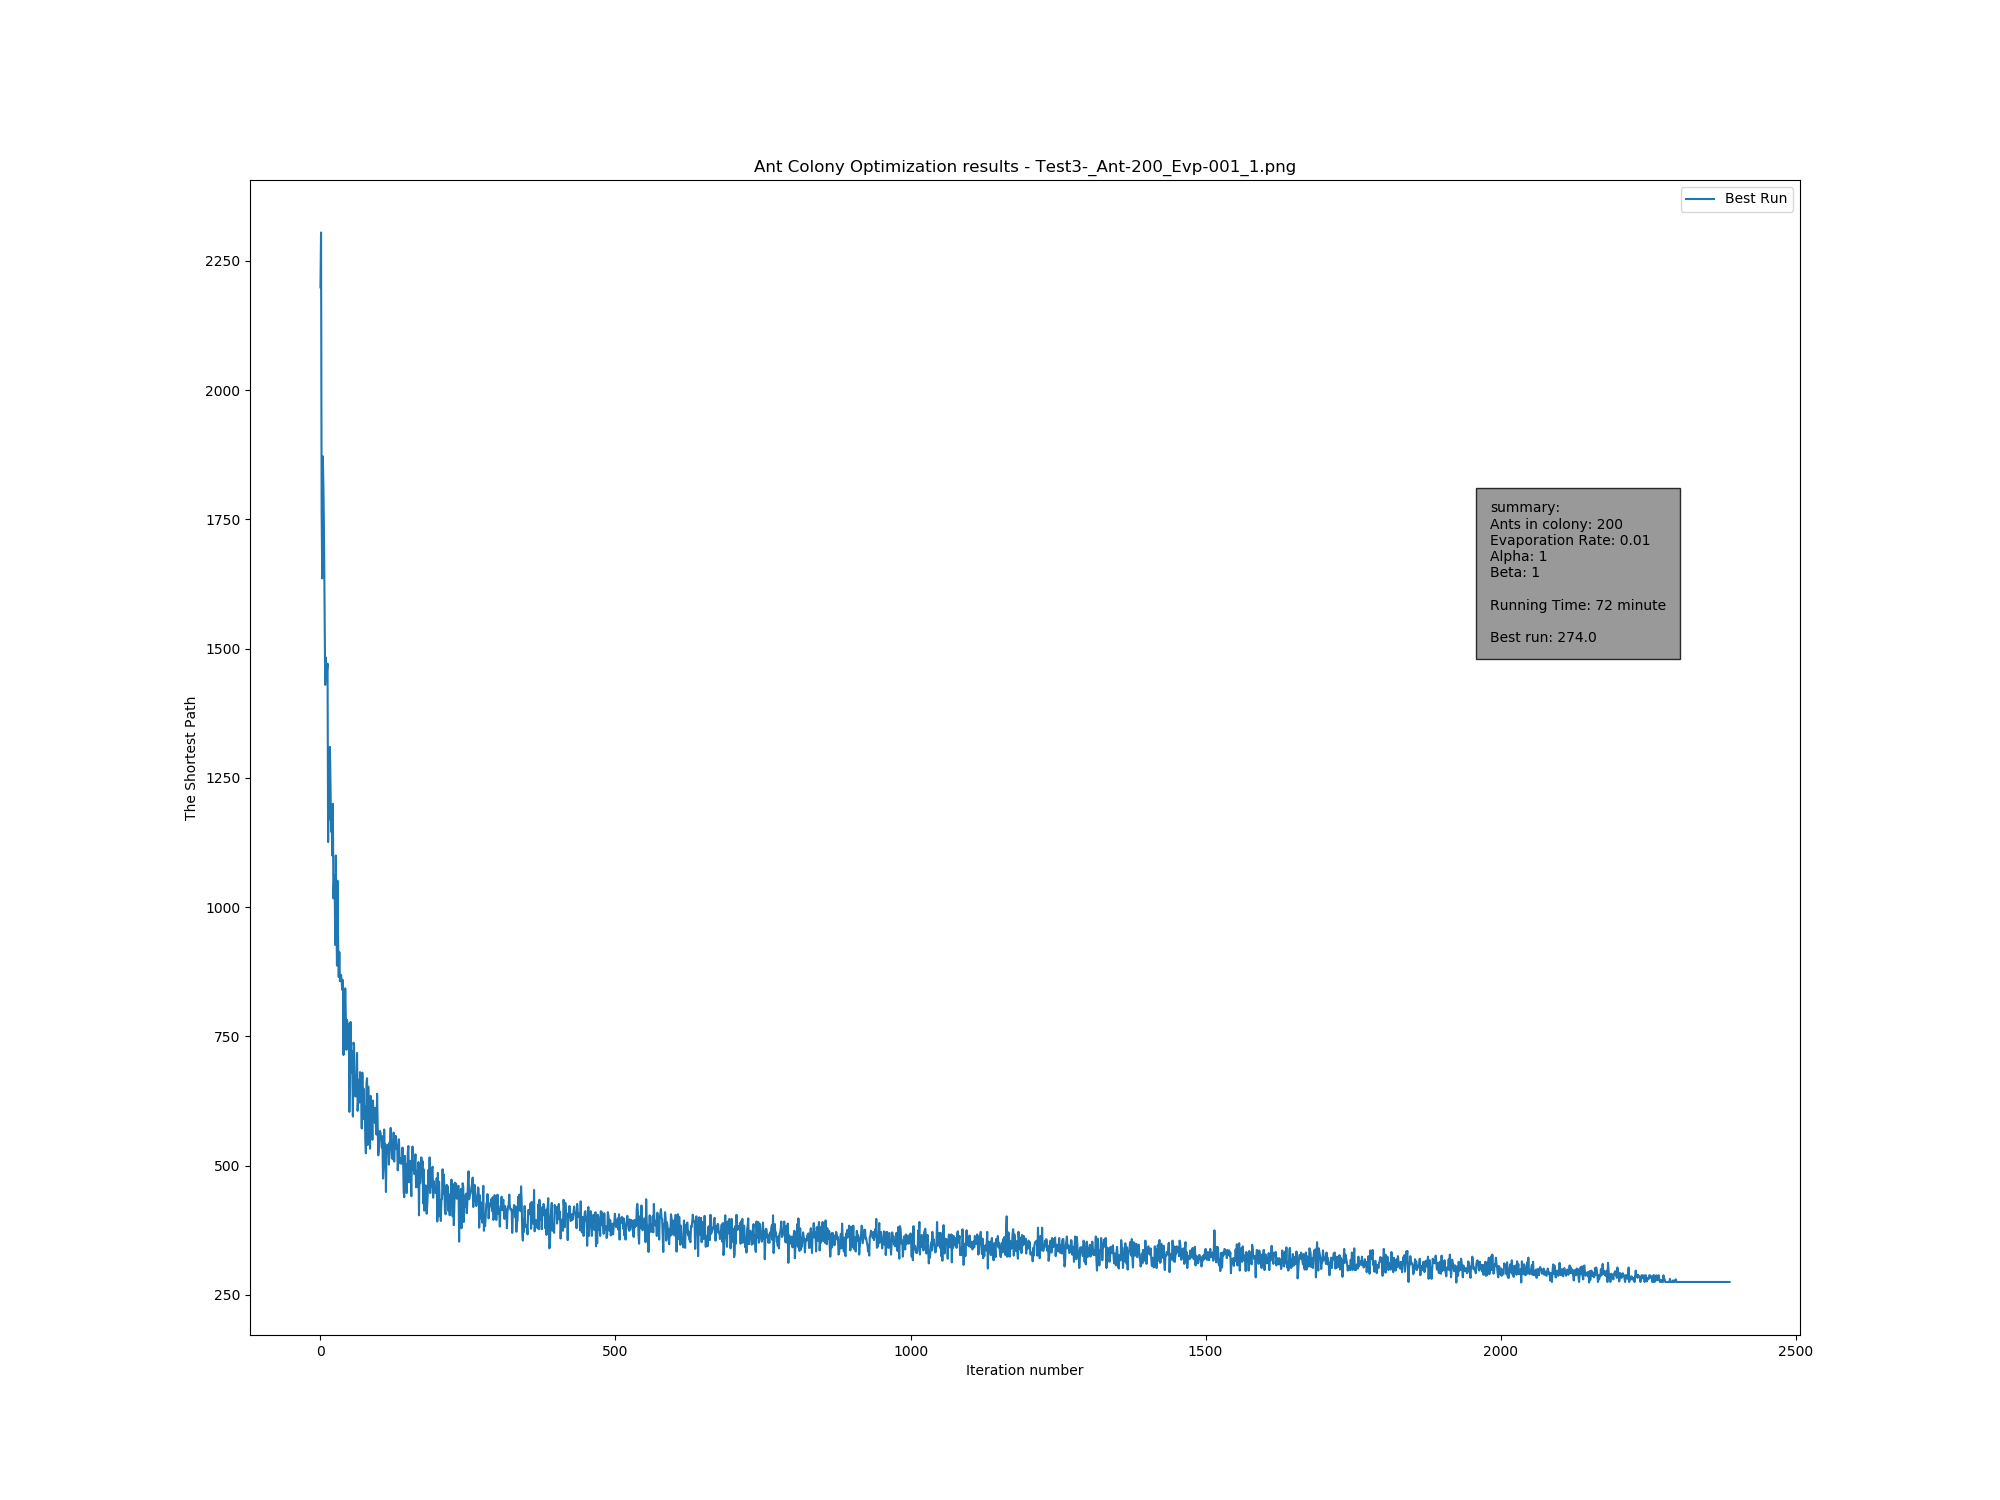 Ant Colony Optimization results - Test3-_Ant-200_Evp-001_1.png
Best Run
2250
2000
1750
1500
1250
1000
750
500
250
The Shortest Path
summary:
Ants in colony: 200
Evaporation Rate: 0.01
Alpha: 1
Beta: 1
Running Time: 72 minute
Best run: 274.0
0 500 1000 1500 2000 2500
Iteration number